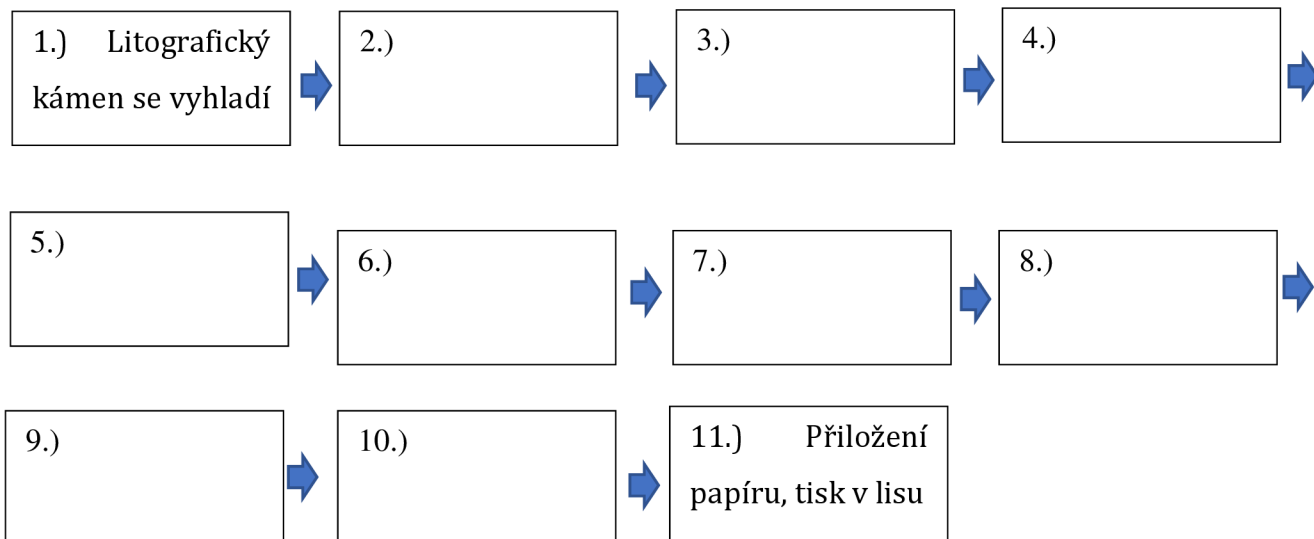 1.) Litografický
kámen se vyhladí
2.)
3.)
4.)
5.)
6.)
7.)
8.)
9.)
10.)
11.) Přiložení
papíru, tisk v lisu